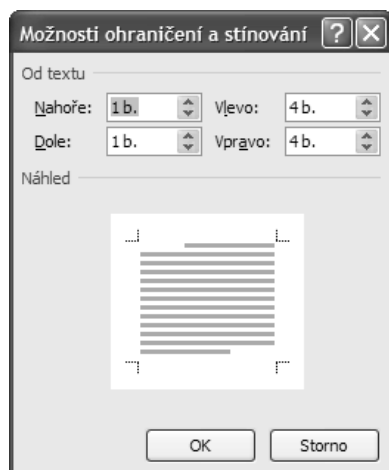 Možnosti ohraničení a stínování
Od textu
Nahoře: 1 b. Vlevo: 4 b.
Dole: 1 b. Vpravo: 4 b.
Náhled
OK Storno